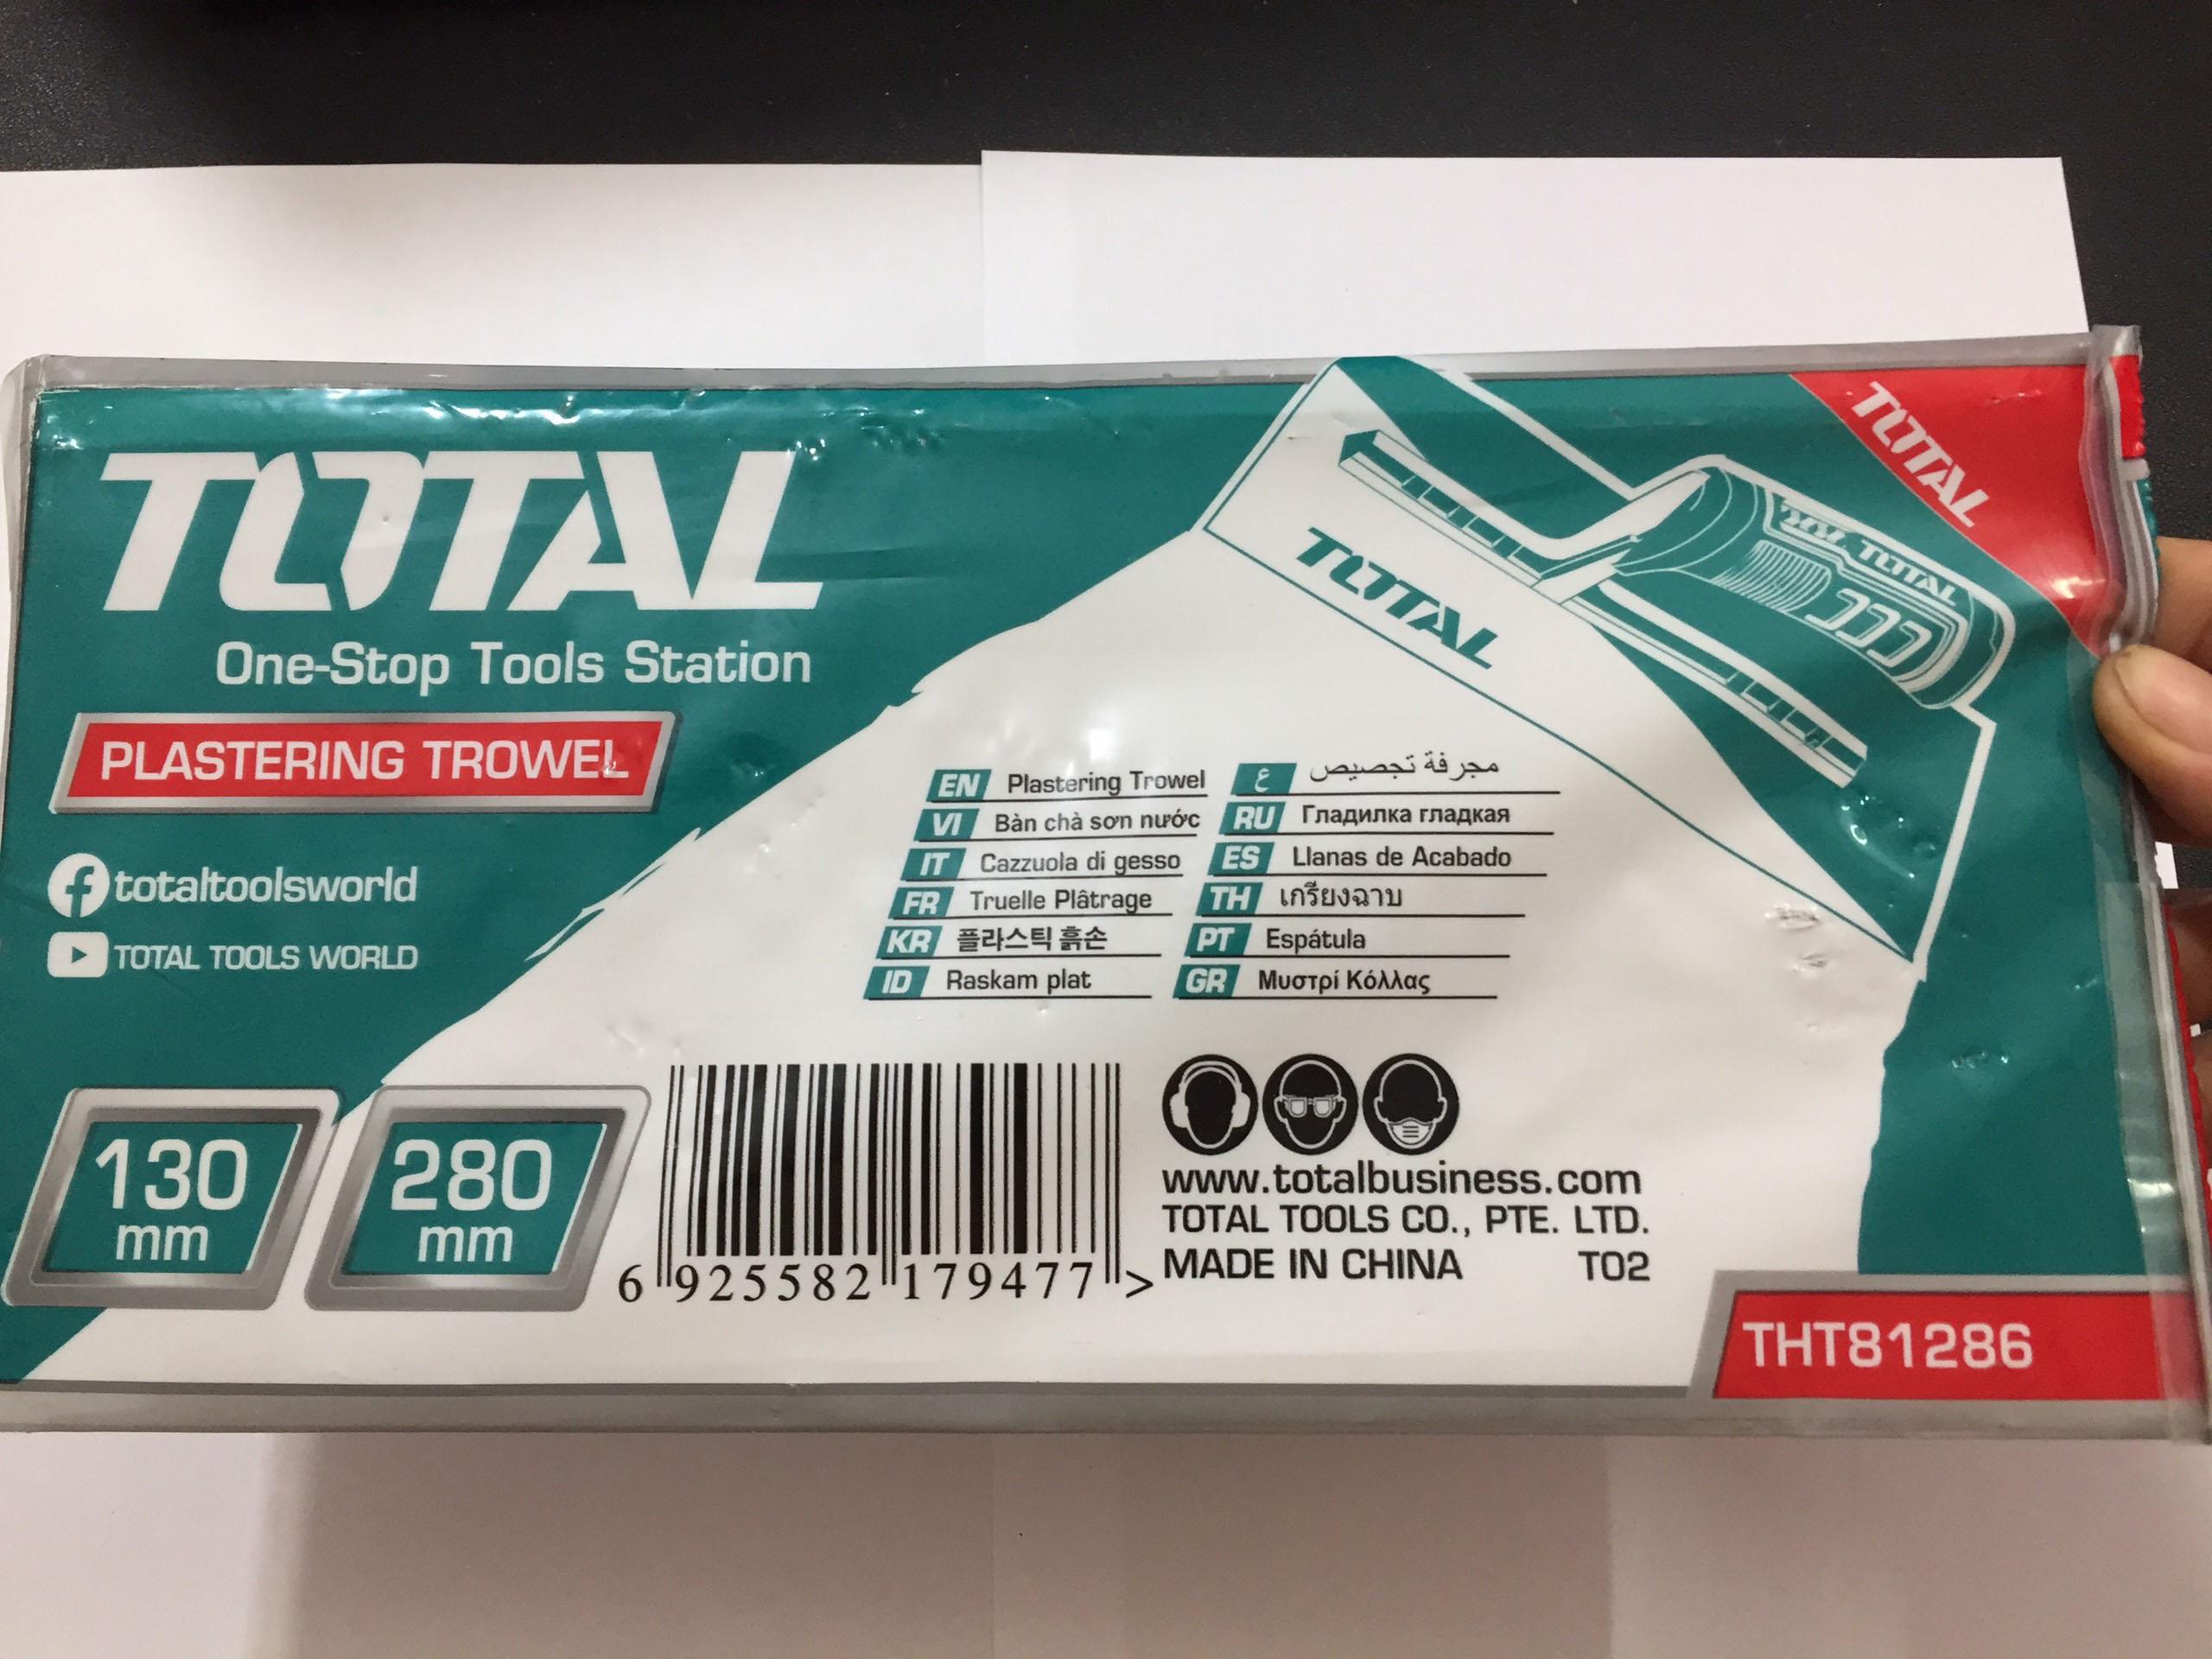 TOTAL
One-Stop Tools Station
PLASTERING TROWEL
totaltoolsworld
TOTAL TOOLS WORLD
130
mm
280
mm
TOTAL
TOTAL
TOTAL
EN Plastering Trowel
VI Bàn chà sơn nước
IT Cazzuola di gesso
FR Truelle Plâtrage
KR 플라스틱 흙손
ID Raskam plat
ع مجرفة تجصيص
RU Гладилка гладкая
ES Llanas de Acabado
TH เกรียงฉาบ
PT Espátula
GR Μυστρί Κόλλας
6 925582 179477 >
www.totalbusiness.com
TOTAL TOOLS CO., PTE. LTD.
MADE IN CHINA T02
THT81286